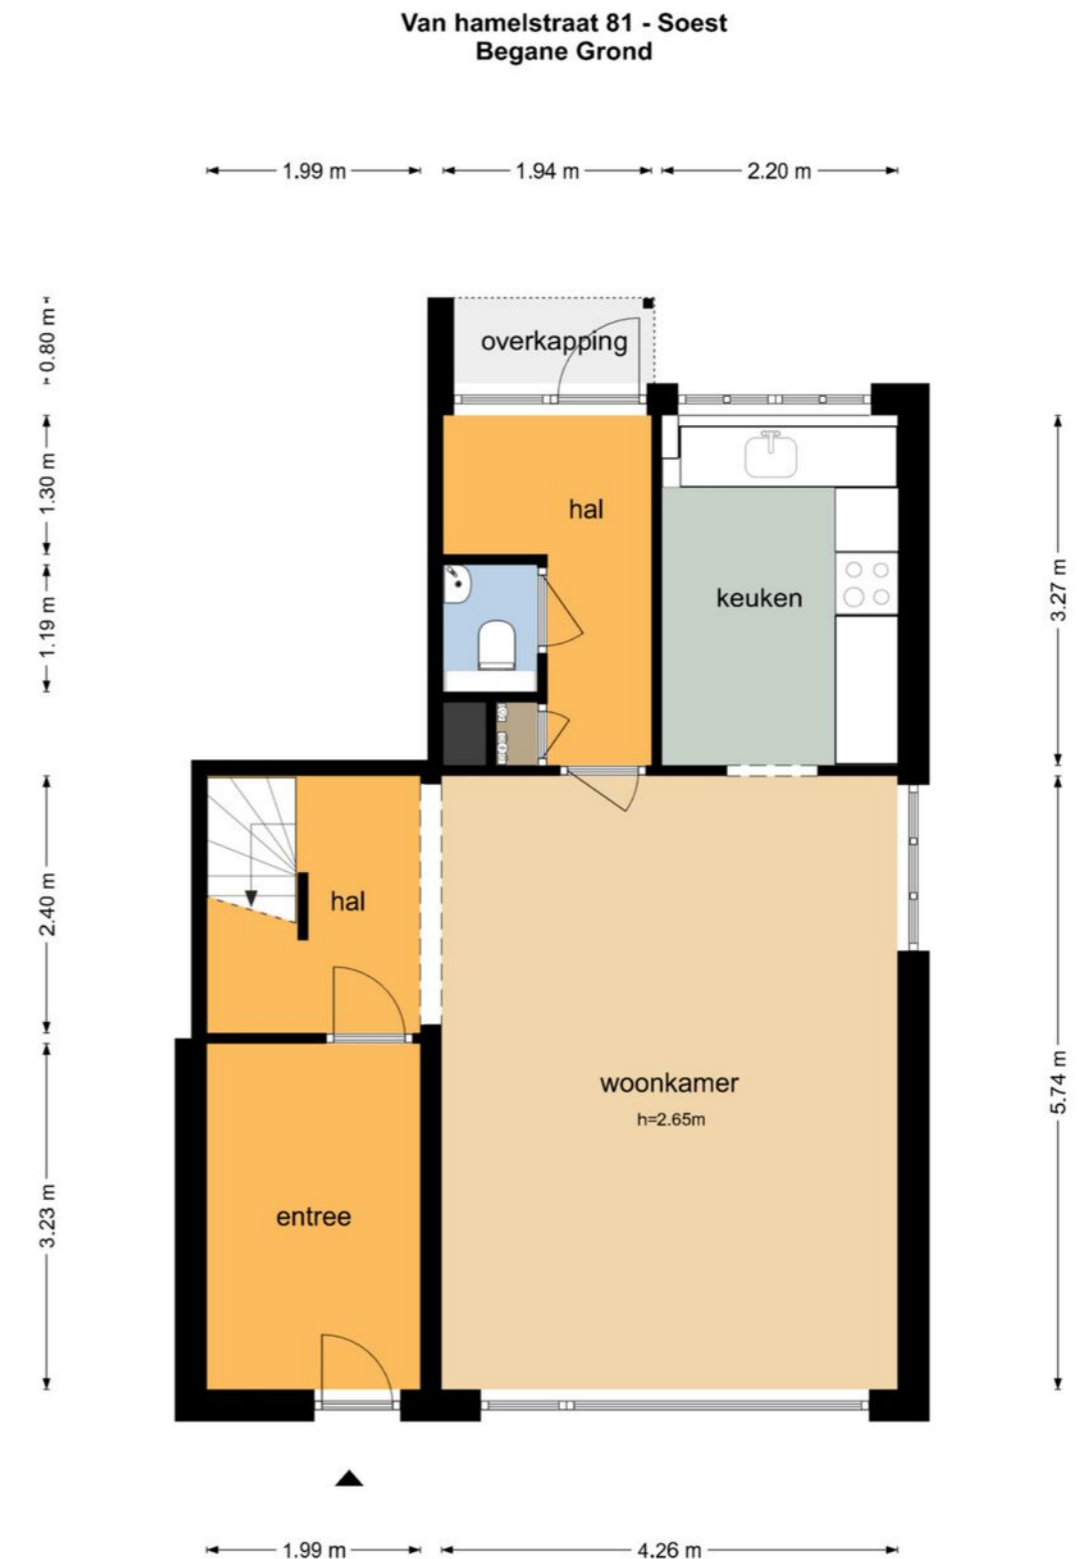 Van hamelstraat 81 - Soest
Begane Grond
1.99 m
1.94 m
2.20 m
0.80 m
overkapping
1.30 m
hal
1.19 m
keuken
3.27 m
2.40 m
hal
woonkamer
h=2.65m
5.74 m
3.23 m
entree
1.99 m
4.26 m